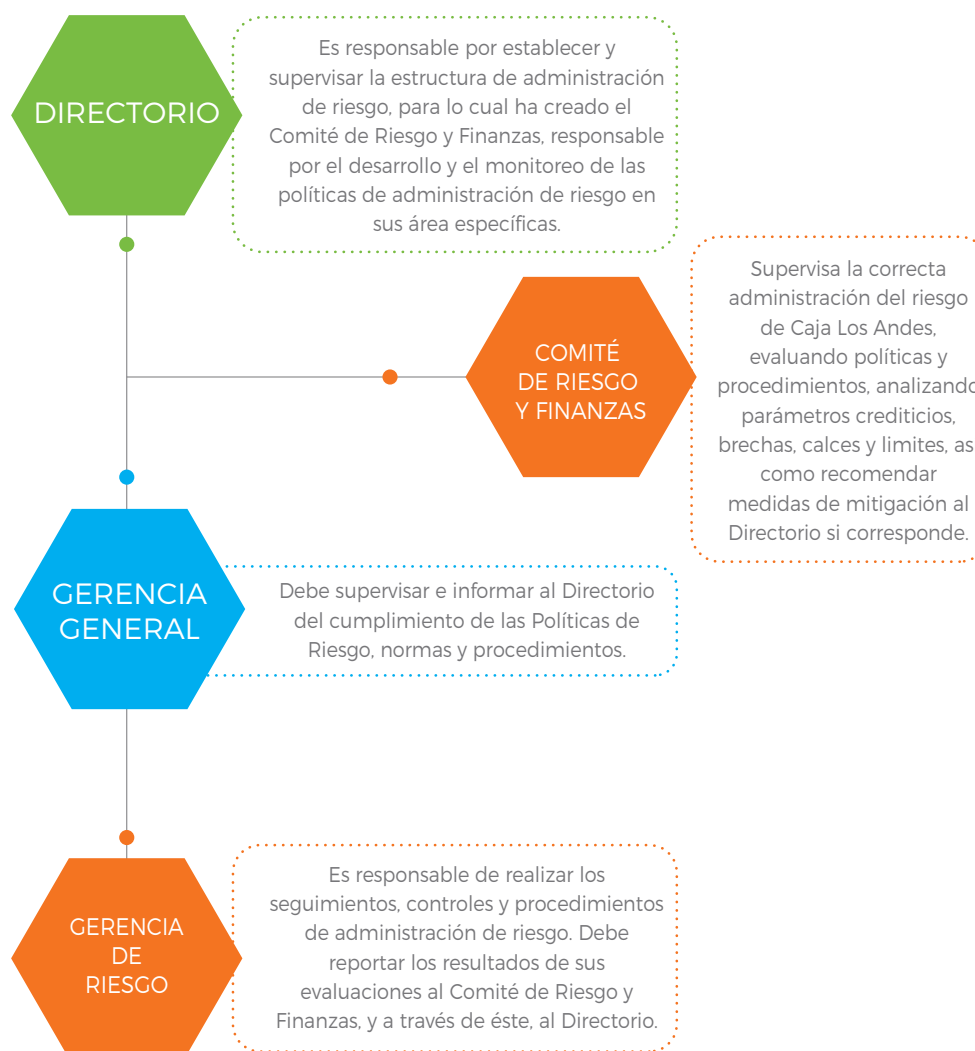 DIRECTORIO
Es responsable por establecer y
supervisar la estructura de administración
de riesgo, para lo cual ha creado el
Comité de Riesgo y Finanzas, responsable
por el desarrollo y el monitoreo de las
políticas de administración de riesgo en
sus área específicas.
COMITÉ
DE RIESGO
Y FINANZAS
Supervisa la correcta
administración del riesgo
de Caja Los Andes,
evaluando políticas y
procedimientos, analizando
parámetros crediticios,
brechas, calces y limites, as
como recomendar
medidas de mitigación al
Directorio si corresponde.
GERENCIA
GENERAL
Debe supervisar e informar al Directorio
del cumplimiento de las Políticas de
Riesgo, normas y procedimientos.
GERENCIA
DE
RIESGO
Es responsable de realizar los
seguimientos, controles y procedimientos
de administración de riesgo. Debe
reportar los resultados de sus
evaluaciones al Comité de Riesgo y
Finanzas, y a través de éste, al Directorio.